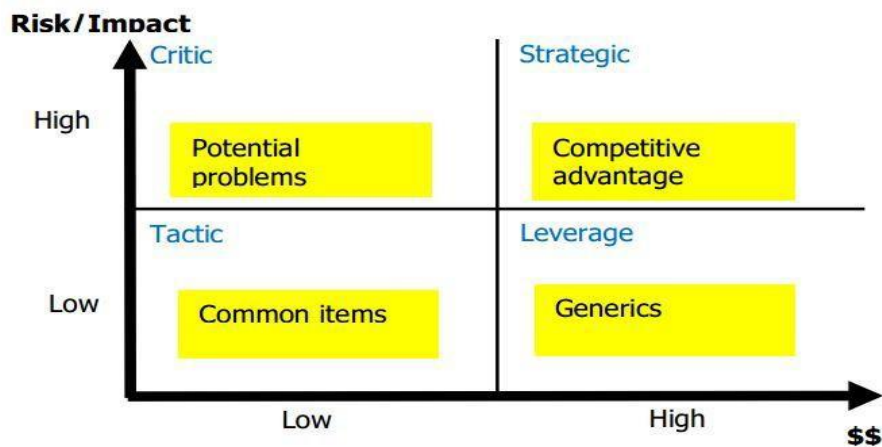 Risk/Impact
Critic
Strategic
High
Potential
problems
Competitive
advantage
Tactic
Leverage
Low
Common items
Generics
Low
High
$$